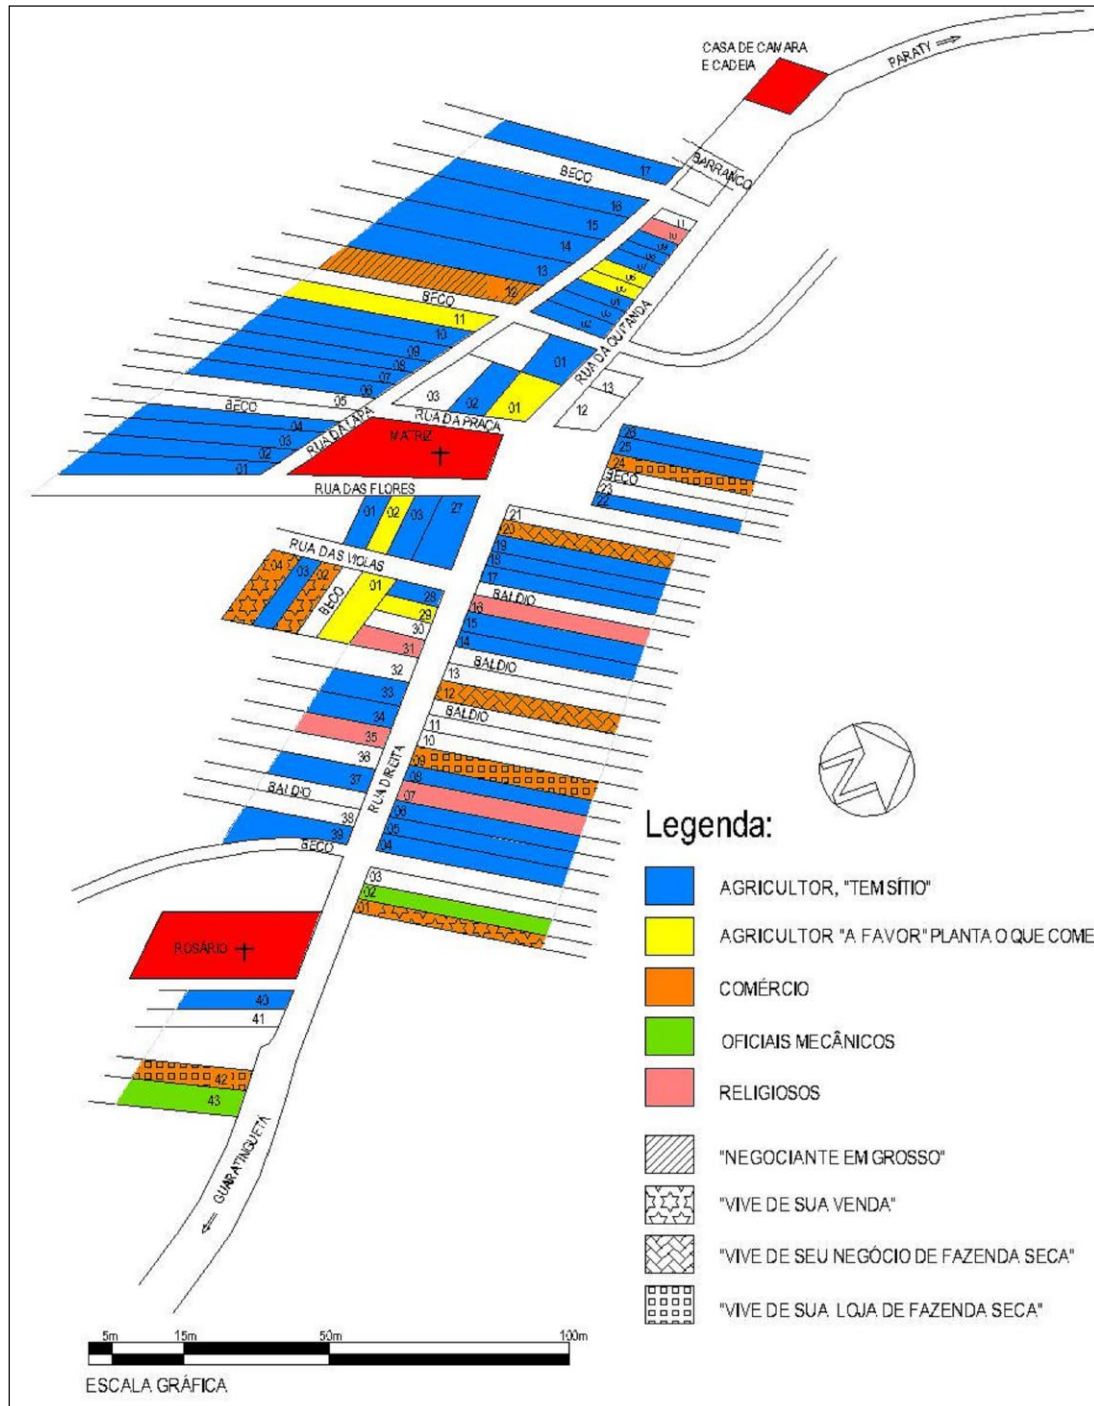 CASA DE CAMARA
E CADEIA
PARATY
BARRANCO
17
BECO
16
15
14
13
12
BECO
11
10
09
08
07
06
05
BECO
04
03
02
01
RUA DA LAPA
11
01
02
03
01
RUA DA PRAÇA
RUA DA QUITANDA
13
12
MATRIZ
RUA DAS FLORES
26
25
24
BECO
23
22
01
02
03
27
RUA DAS VIOLAS
04
03
02
BECO
01
28
29
30
31
32
33
34
35
36
37
BALDIO
38
39
BECO
21
20
19
18
17
BALDIO
16
15
14
BALDIO
13
12
BALDIO
11
10
09
08
07
06
05
04
03
02
01
RUA DIREITA
ROSÁRIO
40
41
42
43
GUARATINGUETÁ
Legenda:
AGRICULTOR, "TEM SÍTIO"
AGRICULTOR "A FAVOR" PLANTA O QUE COME
COMÉRCIO
OFICIAIS MECÂNICOS
RELIGIOSOS
"NEGOCIANTE EM GROSSO"
"VIVE DE SUA VENDA"
"VIVE DE SEU NEGÓCIO DE FAZENDA SECA"
"VIVE DE SUA LOJA DE FAZENDA SECA"
5m 15m 50m 100m
ESCALA GRÁFICA